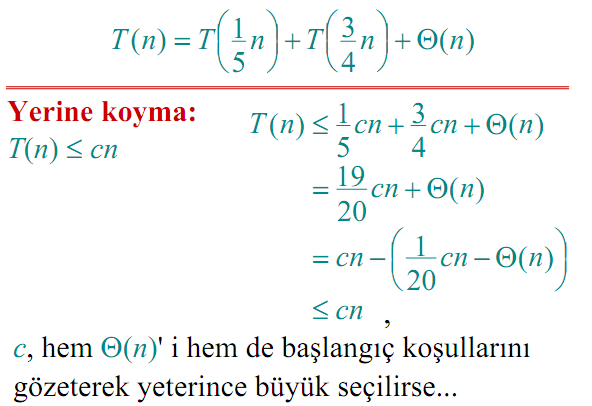 T(n) = T(1/5 n) + T(3/4 n) + Θ(n)
Yerine koyma:
T(n) ≤ cn
T(n) ≤ 1/5 cn + 3/4 cn + Θ(n)
= 19/20 cn + Θ(n)
= cn − (1/20 cn − Θ(n))
≤ cn ,
c, hem Θ(n)' i hem de başlangıç koşullarını
gözeterek yeterince büyük seçilirse...